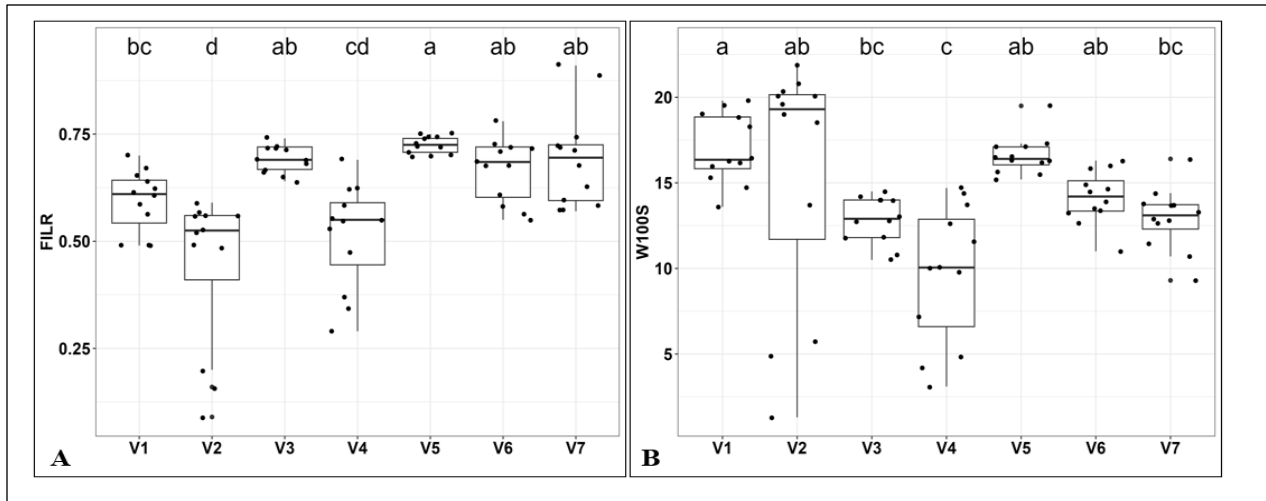 bc d ab cd a ab ab
0.75
0.50
0.25
FILR
V1 V2 V3 V4 V5 V6 V7
A
a ab bc c ab ab bc
20
15
10
5
W100S
V1 V2 V3 V4 V5 V6 V7
B